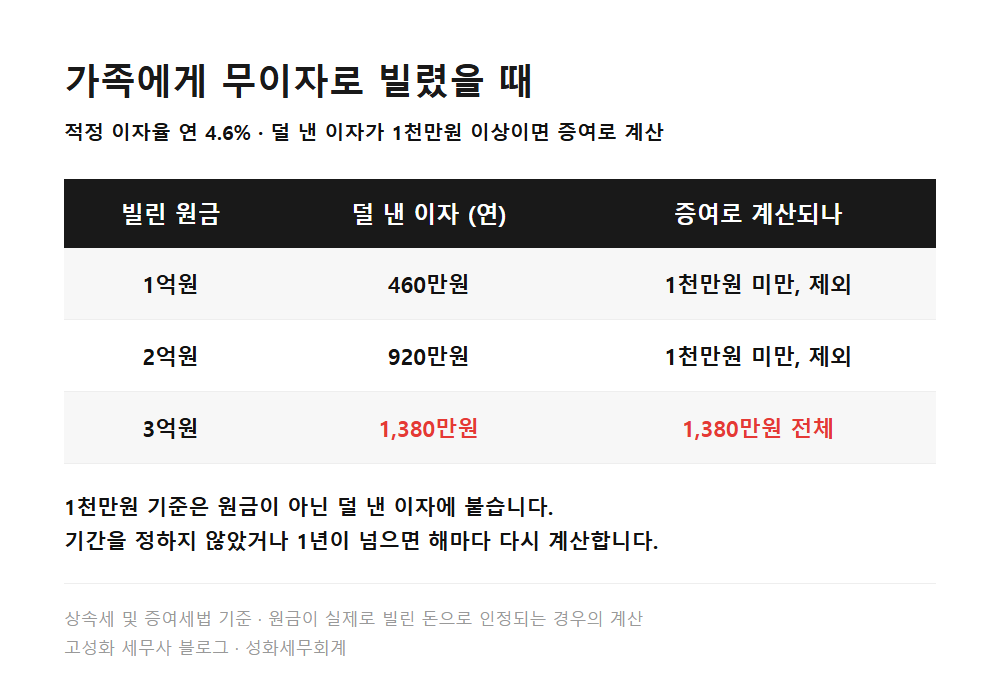 가족에게 무이자로 빌렸을 때
적정 이자율 연 4.6% · 덜 낸 이자가 1천만원 이상이면 증여로 계산
빌린 원금 덜 낸 이자 (연) 증여로 계산되나
1억원 460만원 1천만원 미만, 제외
2억원 920만원 1천만원 미만, 제외
3억원 1,380만원 1,380만원 전체
1천만원 기준은 원금이 아닌 덜 낸 이자에 붙습니다.
기간을 정하지 않았거나 1년이 넘으면 해마다 다시 계산합니다.
상속세 및 증여세법 기준 · 원금이 실제로 빌린 돈으로 인정되는 경우의 계산
고성화 세무사 블로그 · 성화세무회계